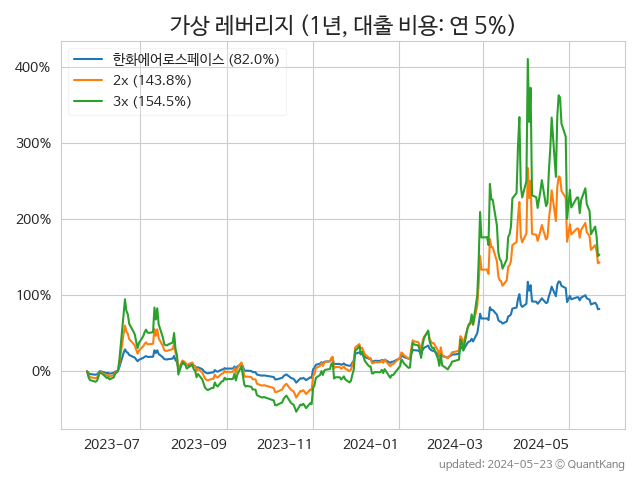 가상 레버리지 (1년, 대출 비용: 연 5%)
한화에어로스페이스 (82.0%)
2x (143.8%)
3x (154.5%)
400%
300%
200%
100%
0%
2023-07 2023-09 2023-11 2024-01 2024-03 2024-05
updated: 2024-05-23 © QuantKang